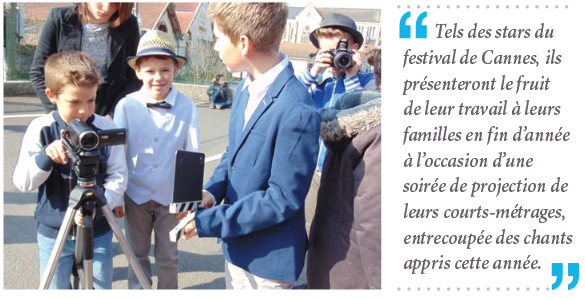 “ Tels des stars du
festival de Cannes, ils
présenteront le fruit
de leur travail à leurs
familles en fin d’année
à l’occasion d’une
soirée de projection de
leurs courts-métrages,
entrecoupée des chants
appris cette année. ”